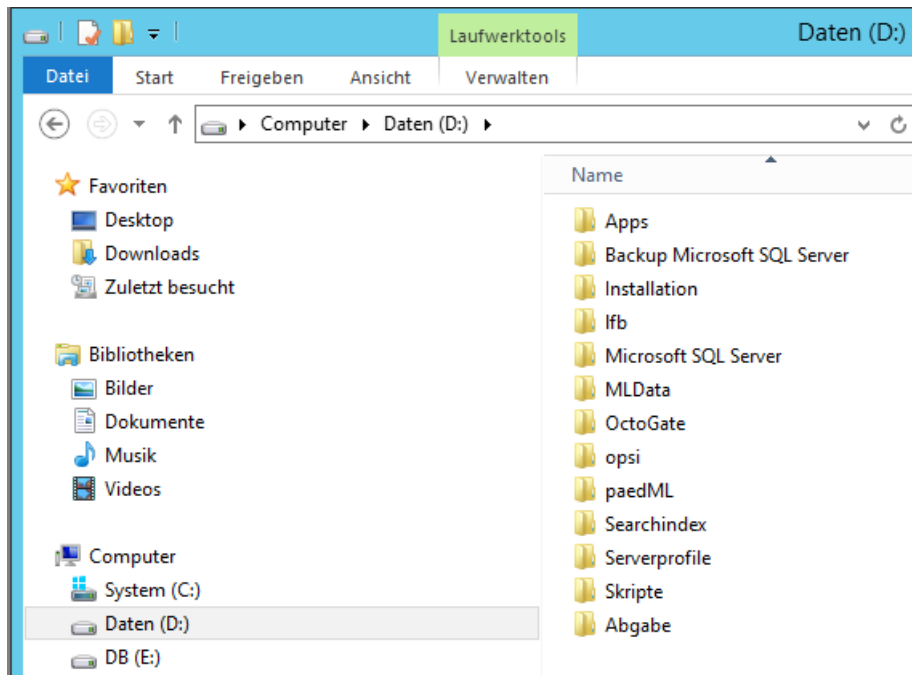 Laufwerktools
Daten (D:)
Datei Start Freigeben Ansicht Verwalten
Computer Daten (D:)
Favoriten
Desktop
Downloads
Zuletzt besucht
Bibliotheken
Bilder
Dokumente
Musik
Videos
Computer
System (C:)
Daten (D:)
DB (E:)
Name
Apps
Backup Microsoft SQL Server
Installation
lfb
Microsoft SQL Server
MLData
OctoGate
opsi
paedML
Searchindex
Serverprofile
Skripte
Abgabe